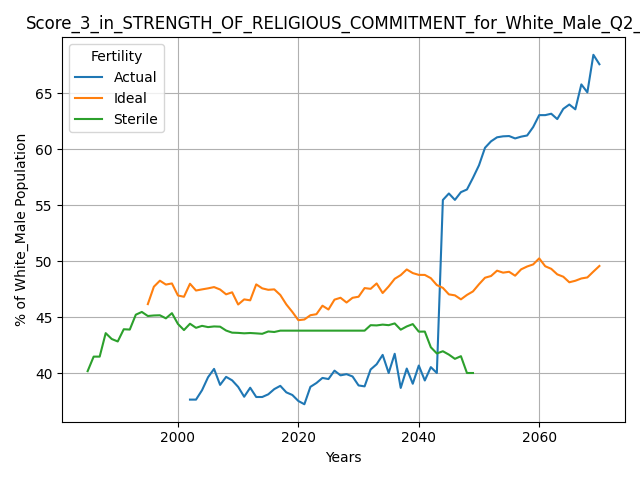 Score_3_in_STRENGTH_OF_RELIGIOUS_COMMITMENT_for_White_Male_Q2_
Fertility
Actual
Ideal
Sterile
% of White_Male Population
65
60
55
50
45
40
2000 2020 2040 2060
Years